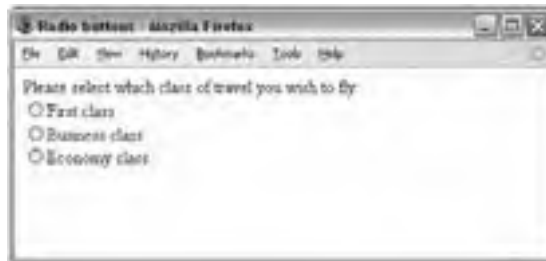 Radio buttons - Mozilla Firefox
File Edit View History Bookmarks Tools Help
Please select which class of travel you wish to fly
First class
Business class
Economy class